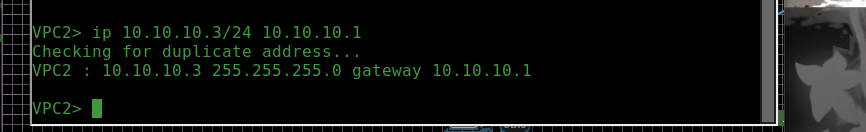 VPC2> ip 10.10.10.3/24 10.10.10.1
Checking for duplicate address...
VPC2 : 10.10.10.3 255.255.255.0 gateway 10.10.10.1
VPC2>